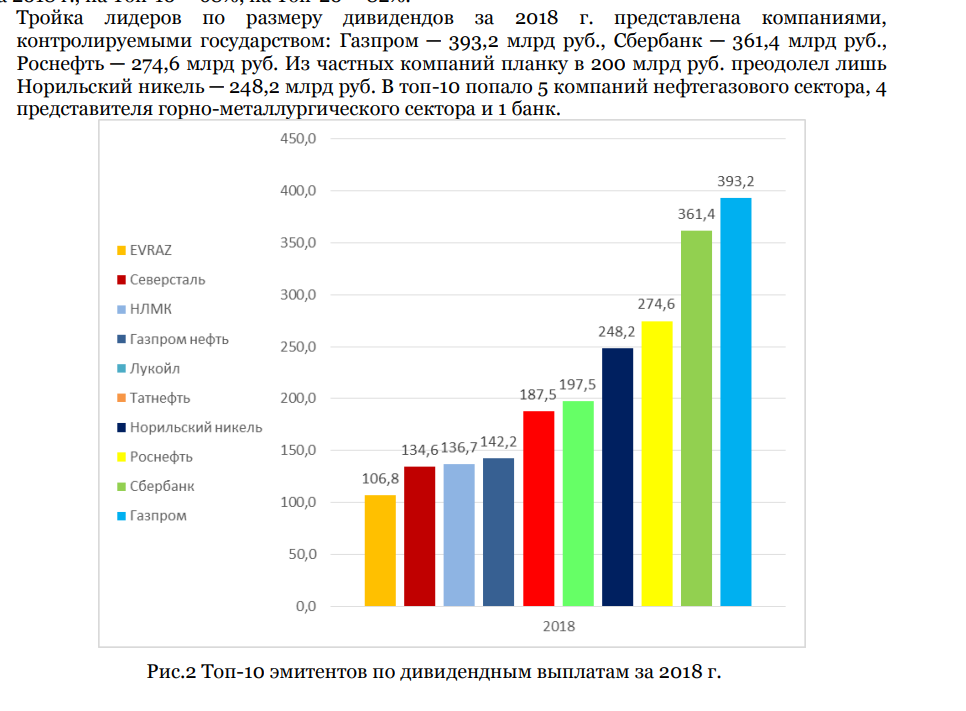 Тройка лидеров по размеру дивидендов за 2018 г. представлена компаниями,
контролируемыми государством: Газпром — 393,2 млрд руб., Сбербанк — 361,4 млрд руб.,
Роснефть — 274,6 млрд руб. Из частных компаний планку в 200 млрд руб. преодолел лишь
Норильский никель — 248,2 млрд руб. В топ-10 попало 5 компаний нефтегазового сектора, 4
представителя горно-металлургического сектора и 1 банк.
EVRAZ
Северсталь
НЛМК
Газпром нефть
Лукойл
Татнефть
Норильский никель
Роснефть
Сбербанк
Газпром
450,0
400,0
350,0
300,0
250,0
200,0
150,0
100,0
50,0
0,0
106,8
134,6
136,7
142,2
187,5
197,5
248,2
274,6
361,4
393,2
2018
Рис.2 Топ-10 эмитентов по дивидендным выплатам за 2018 г.